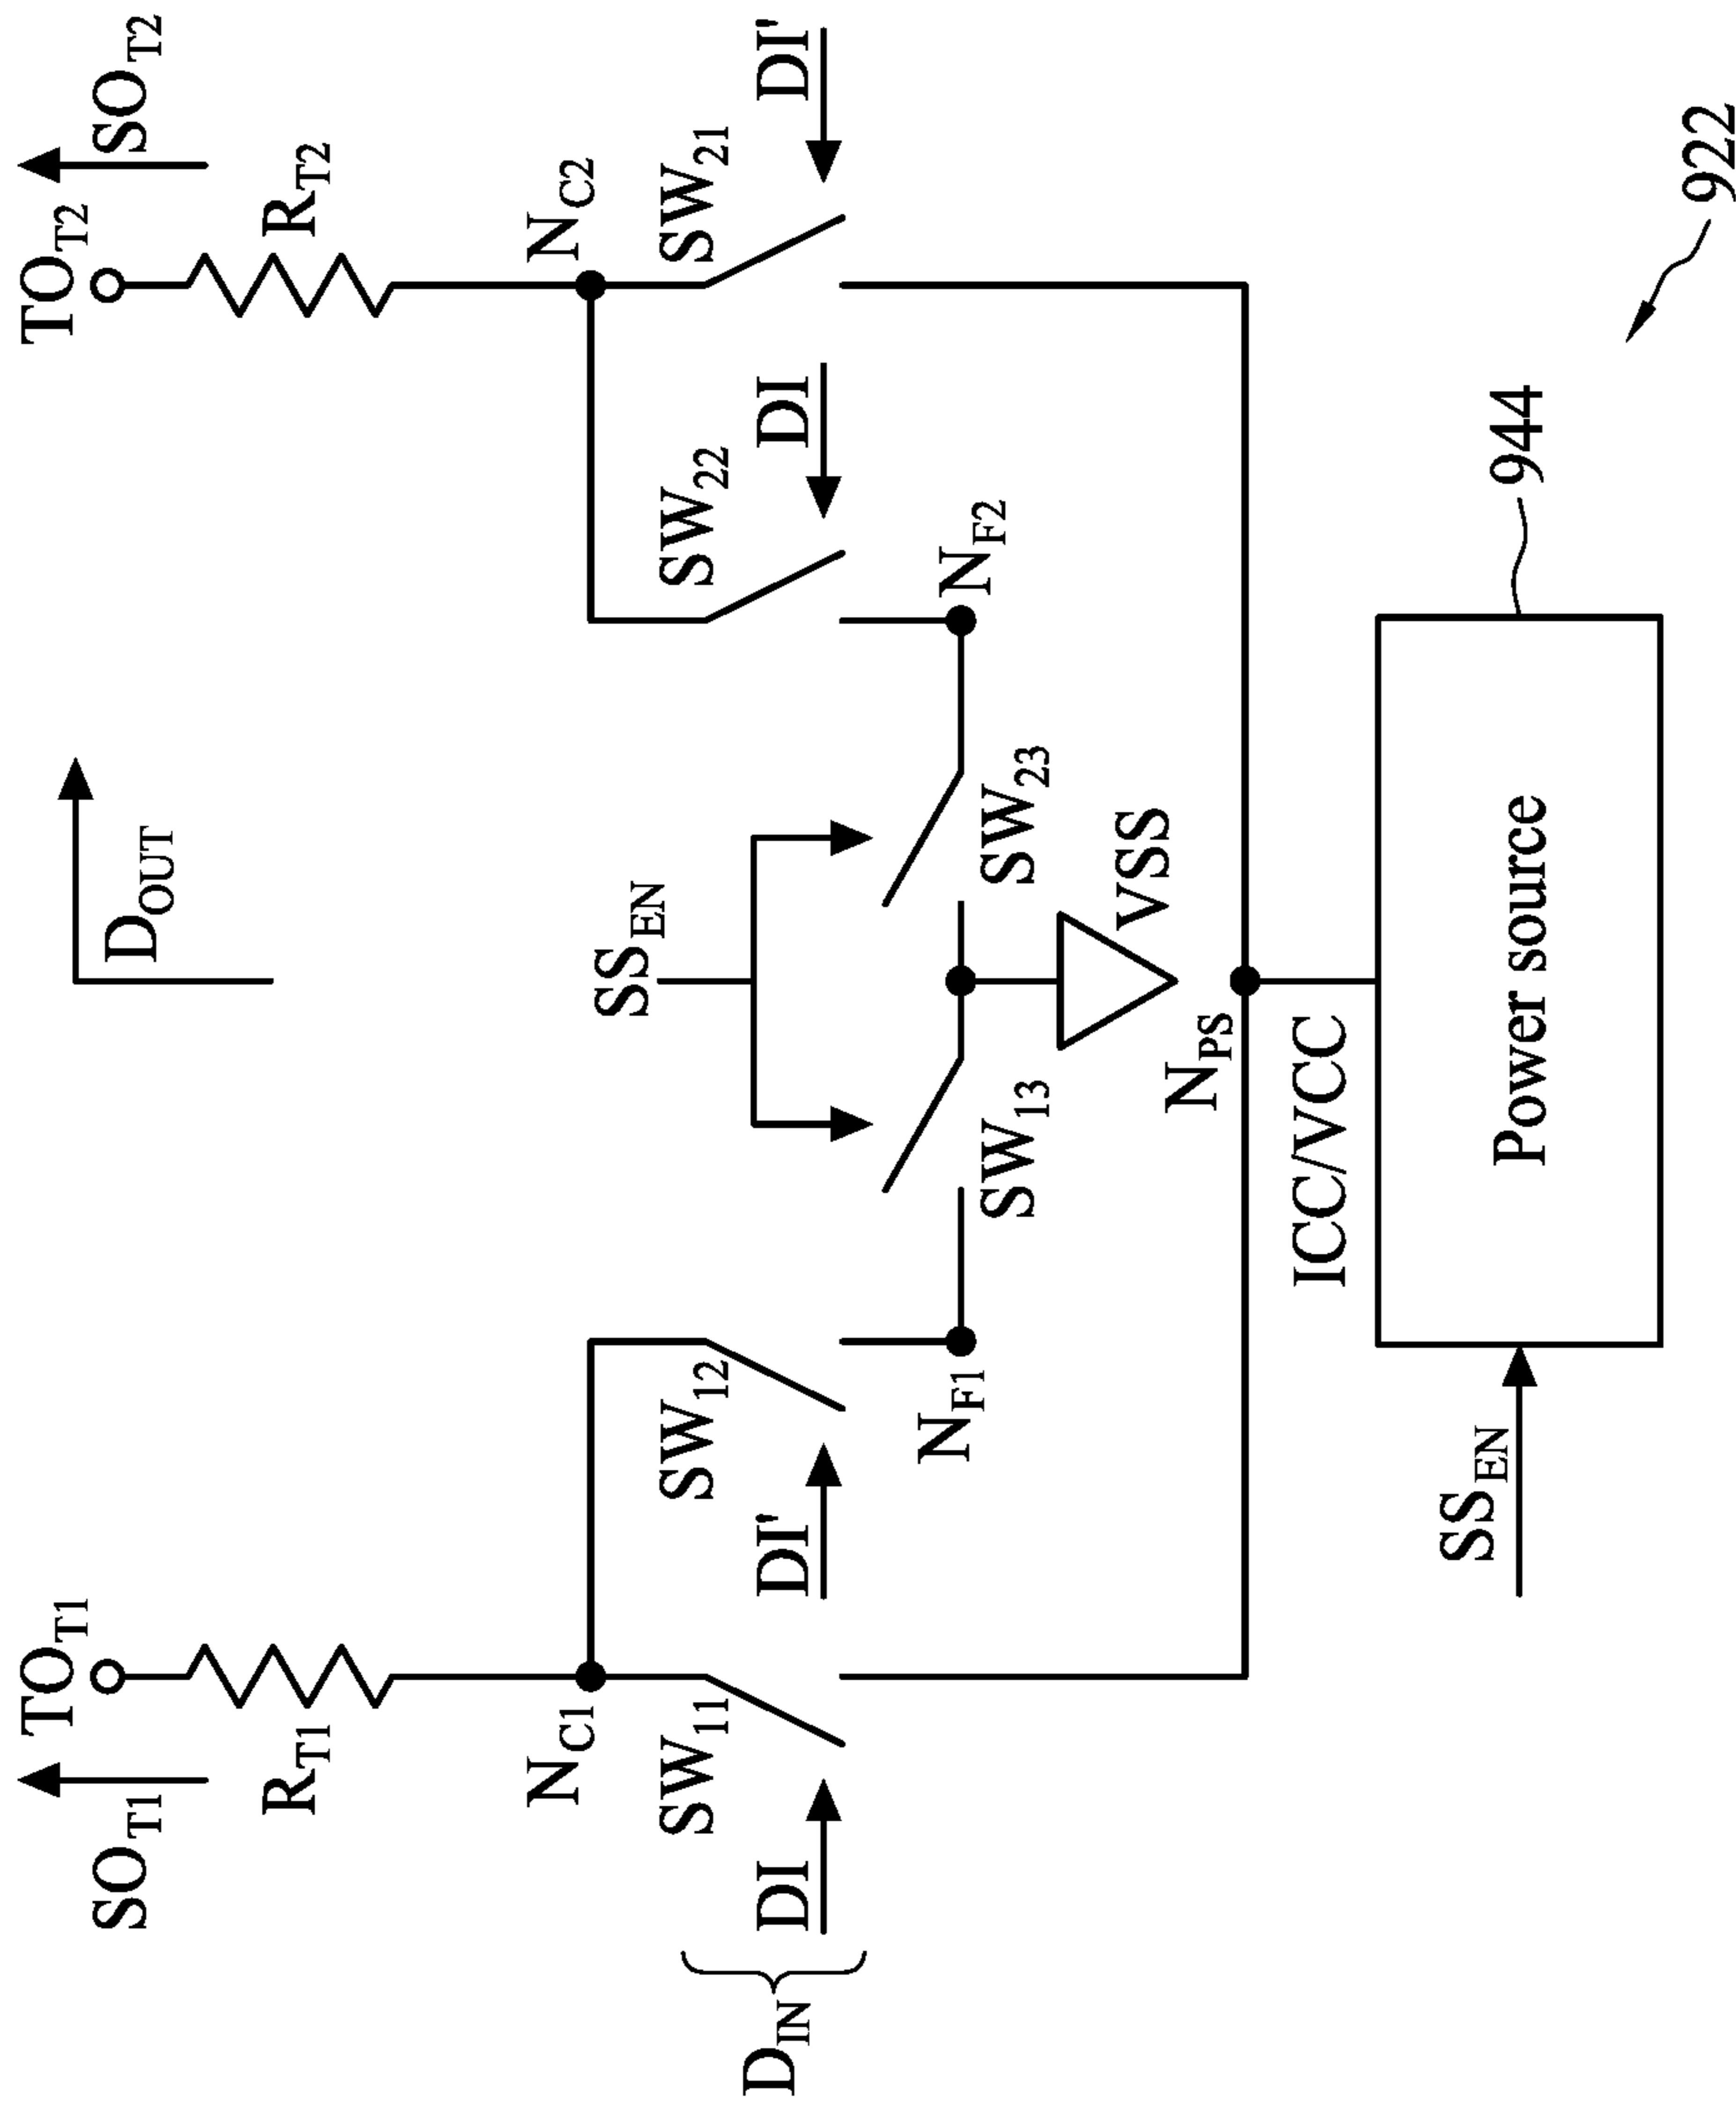 TO_T1
SO_T1
R_T1
D_OUT
TO_T2
SO_T2
R_T2
N_C1
N_C2
SS_EN
SW_11
SW_12
SW_22
SW_21
D_IN
DI
DI'
DI
DI'
N_F1
N_F2
SW_13
SW_23
VSS
N_PS
ICC/VCC
SS_EN
Power source
944
922